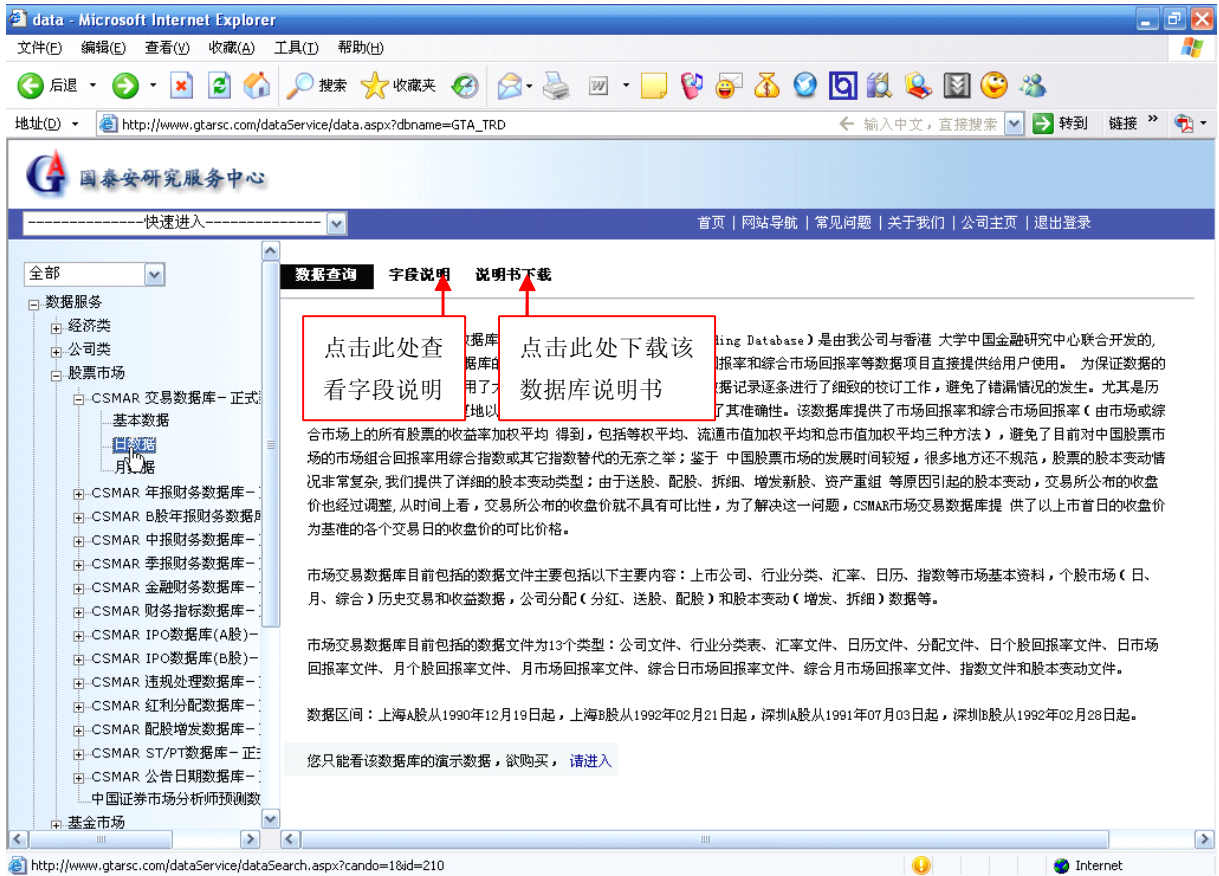 data - Microsoft Internet Explorer
文件(F) 编辑(E) 查看(V) 收藏(A) 工具(T) 帮助(H)
后退 搜索 收藏夹
地址(D) http://www.gtarsc.com/dataService/data.aspx?dbname=GTA_TRD 输入中文，直接搜索 转到 链接 »
国泰安研究服务中心
--------------快速进入--------------
首页 | 网站导航 | 常见问题 | 关于我们 | 公司主页 | 退出登录
全部
数据服务
经济类
公司类
股票市场
CSMAR 交易数据库－正式
基本数据
日数据
月数据
CSMAR 年报财务数据库－
CSMAR B股年报财务数据库
CSMAR 中报财务数据库－
CSMAR 季报财务数据库－
CSMAR 金融财务数据库－
CSMAR 财务指标数据库－
CSMAR IPO数据库(A股)－
CSMAR IPO数据库(B股)－
CSMAR 违规处理数据库－
CSMAR 红利分配数据库－
CSMAR 配股增发数据库－
CSMAR ST/PT数据库－正
CSMAR 公告日期数据库－
中国证券市场分析师预测数
基金市场
数据查询 字段说明 说明书下载
点击此处查
看字段说明
点击此处下载该
数据库说明书
Database)是由我公司与香港 大学中国金融研究中心联合开发的,
报率和综合市场回报率等数据项目直接提供给用户使用。 为保证数据的
用了 据记录逐条进行了细致的校订工作，避免了错漏情况的发生。尤其是历
地以 了其准确性。该数据库提供了市场回报率和综合市场回报率(由市场或综
合市场上的所有股票的收益率加权平均 得到，包括等权平均、流通市值加权平均和总市值加权平均三种方法)，避免了目前对中国股票市
场的市场组合回报率用综合指数或其它指数替代的无奈之举；鉴于 中国股票市场的发展时间较短，很多地方还不规范，股票的股本变动情
况非常复杂,我们提供了详细的股本变动类型；由于送股、配股、拆细、增发新股、资产重组 等原因引起的股本变动，交易所公布的收盘
价也经过调整,从时间上看，交易所公布的收盘价就不具有可比性，为了解决这一问题，CSMAR市场交易数据库提 供了以上市首日的收盘价
为基准的各个交易日的收盘价的可比价格。
市场交易数据库目前包括的数据文件主要包括以下主要内容：上市公司、行业分类、汇率、日历、指数等市场基本资料，个股市场(日、
月、综合)历史交易和收益数据，公司分配(分红、送股、配股)和股本变动(增发、拆细)数据等。
市场交易数据库目前包括的数据文件为13个类型：公司文件、行业分类表、汇率文件、日历文件、分配文件、日个股回报率文件、日市场
回报率文件、月个股回报率文件、月市场回报率文件、综合日市场回报率文件、综合月市场回报率文件、指数文件和股本变动文件。
数据区间：上海A股从1990年12月19日起，上海B股从1992年02月21日起，深圳A股从1991年07月03日起，深圳B股从1992年02月28日起。
您只能看该数据库的演示数据，欲购买， 请进入
http://www.gtarsc.com/dataService/dataSearch.aspx?cando=1&id=210 Internet